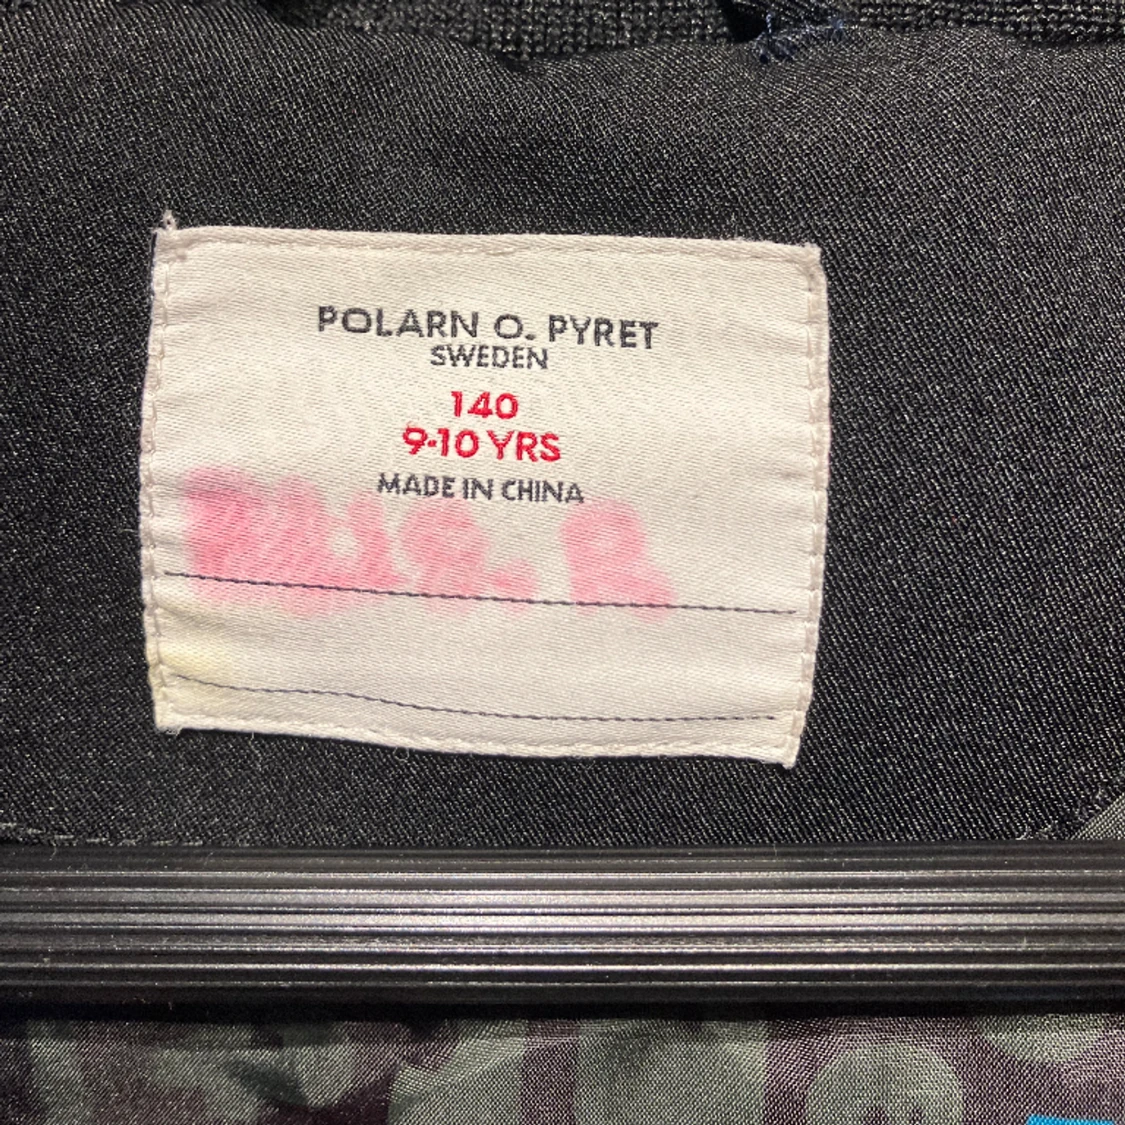 POLARN O. PYRET
SWEDEN
140
9-10 YRS
MADE IN CHINA